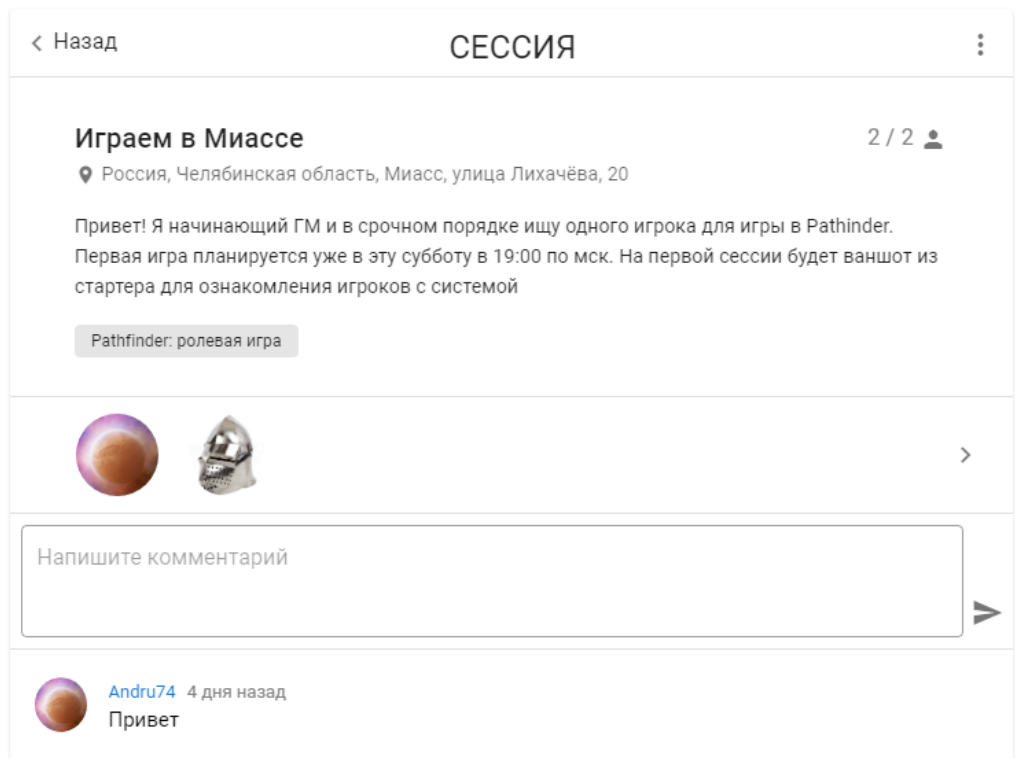 Назад
СЕССИЯ
Играем в Миассе
2 / 2
Россия, Челябинская область, Миасс, улица Лихачёва, 20
Привет! Я начинающий ГМ и в срочном порядке ищу одного игрока для игры в Pathinder.
Первая игра планируется уже в эту субботу в 19:00 по мск. На первой сессии будет ваншот из
стартера для ознакомления игроков с системой
Pathfinder: ролевая игра
Напишите комментарий
Andru74 4 дня назад
Привет